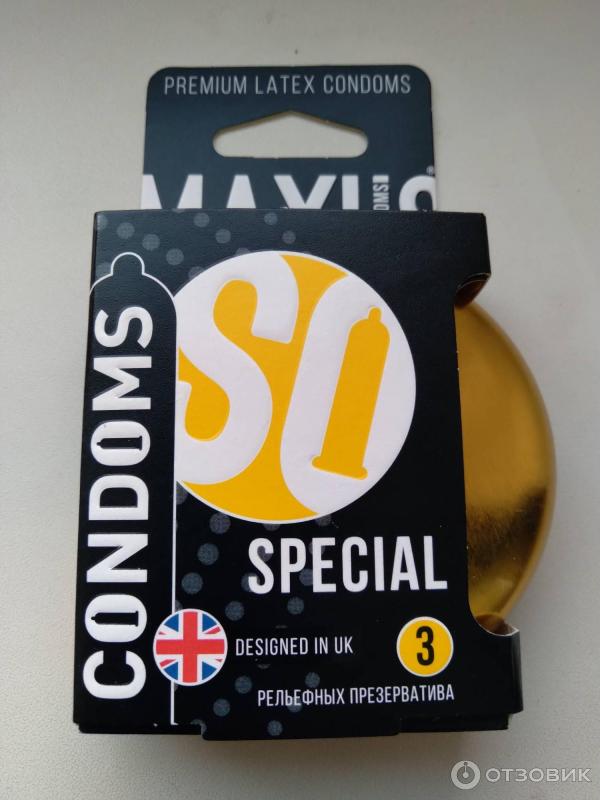 PREMIUM LATEX CONDOMS
MAXUS
CONDOMS
SO
SPECIAL
DESIGNED IN UK
3
РЕЛЬЕФНЫХ ПРЕЗЕРВАТИВА
ОТЗОВИК